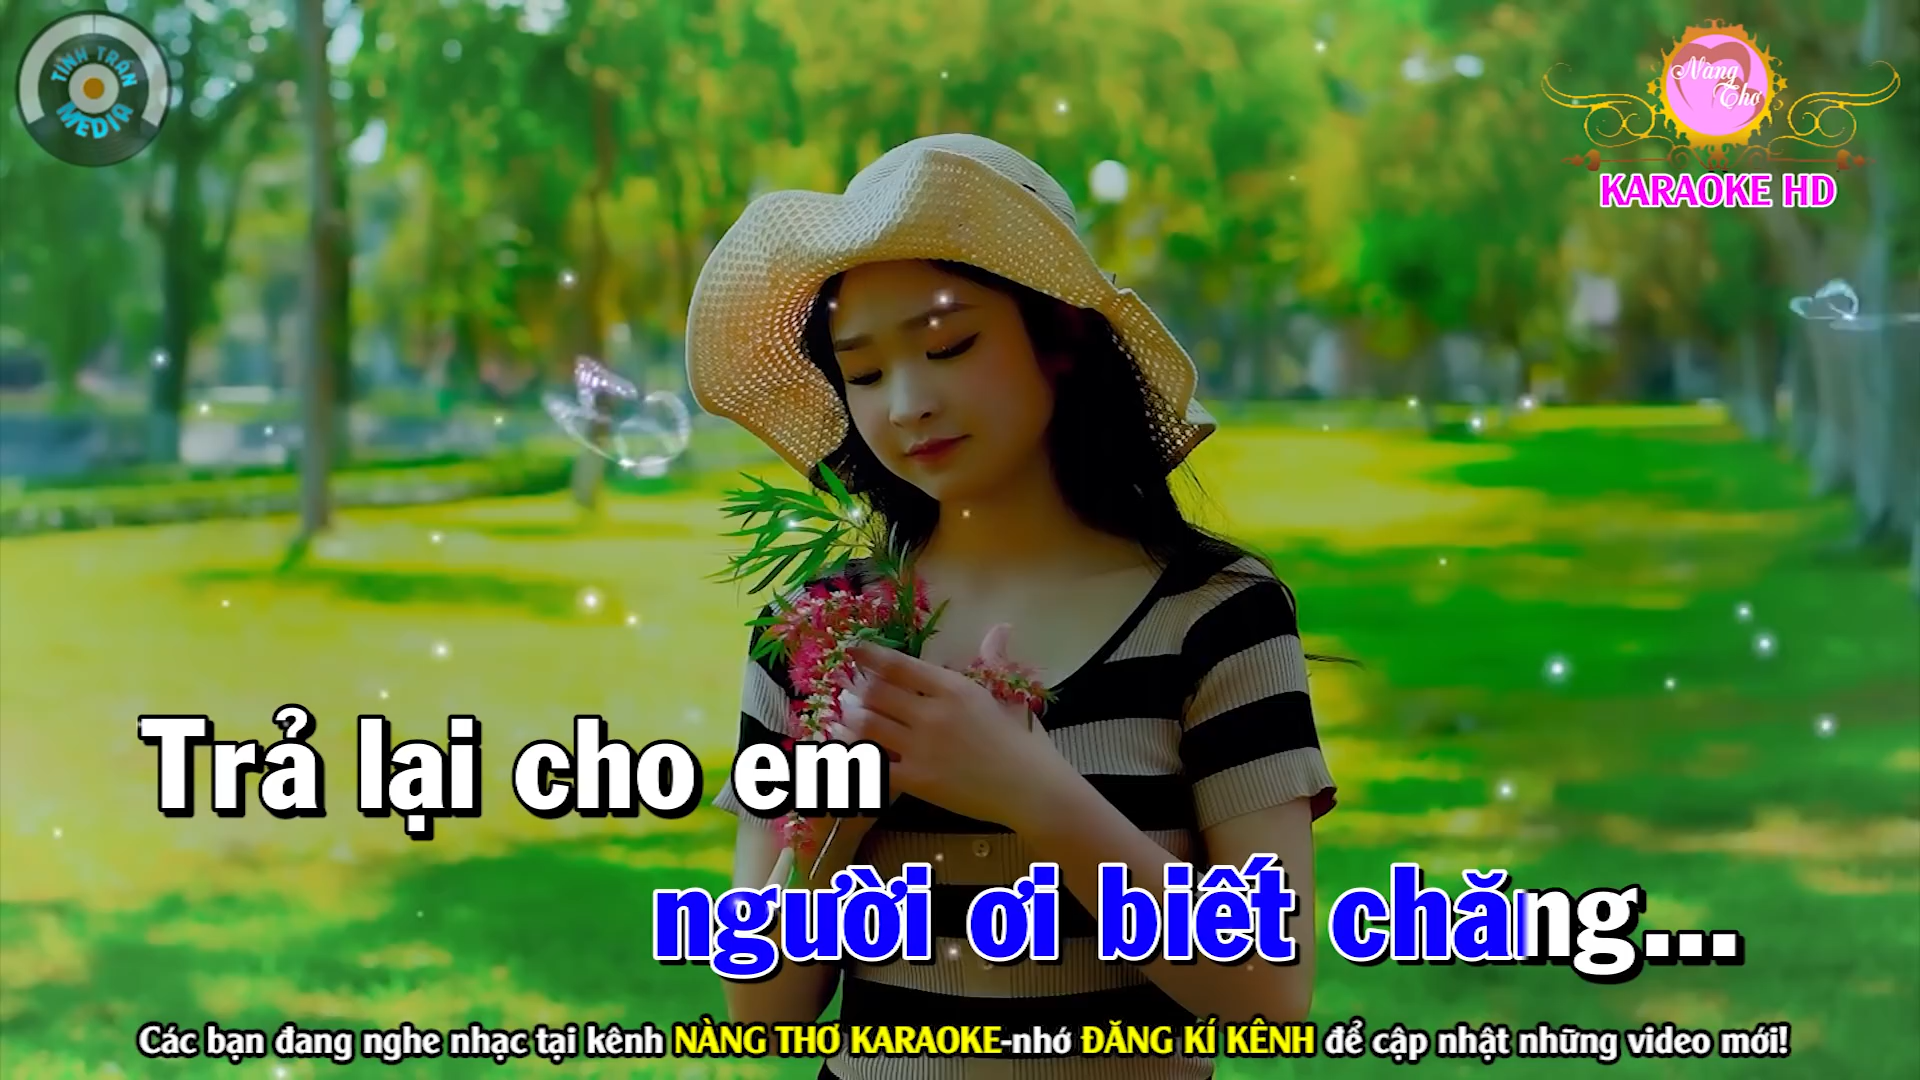 TÌNH TRẦN
MEDIA
Nàng
Thơ
KARAOKE HD
Trả lại cho em
người ơi biết chăng...
Các bạn đang nghe nhạc tại kênh NÀNG THƠ KARAOKE-nhớ ĐĂNG KÍ KÊNH để cập nhật những video mới!